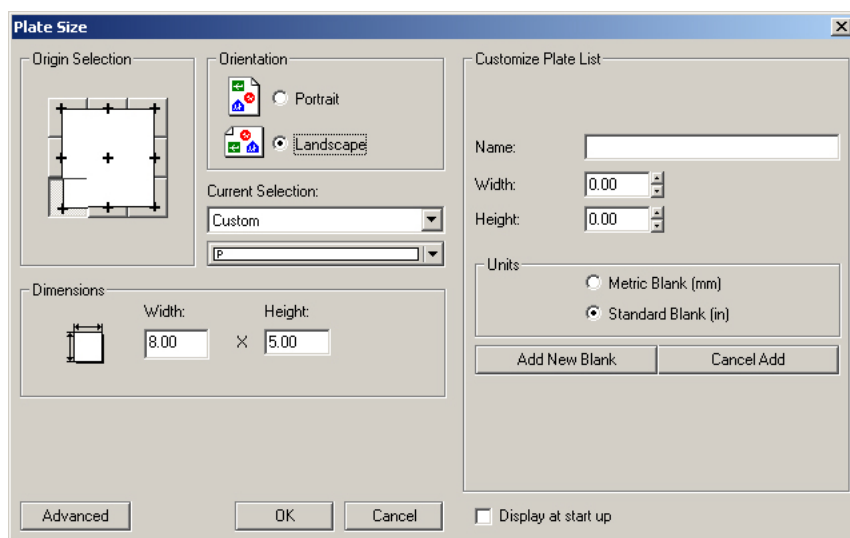 Plate Size
Origin Selection
Orientation
Portrait
Landscape
Current Selection:
Custom
P
Dimensions
Width:
Height:
8.00
X
5.00
Customize Plate List
Name:
Width:
0.00
Height:
0.00
Units
Metric Blank (mm)
Standard Blank (in)
Add New Blank
Cancel Add
Advanced
OK
Cancel
Display at start up